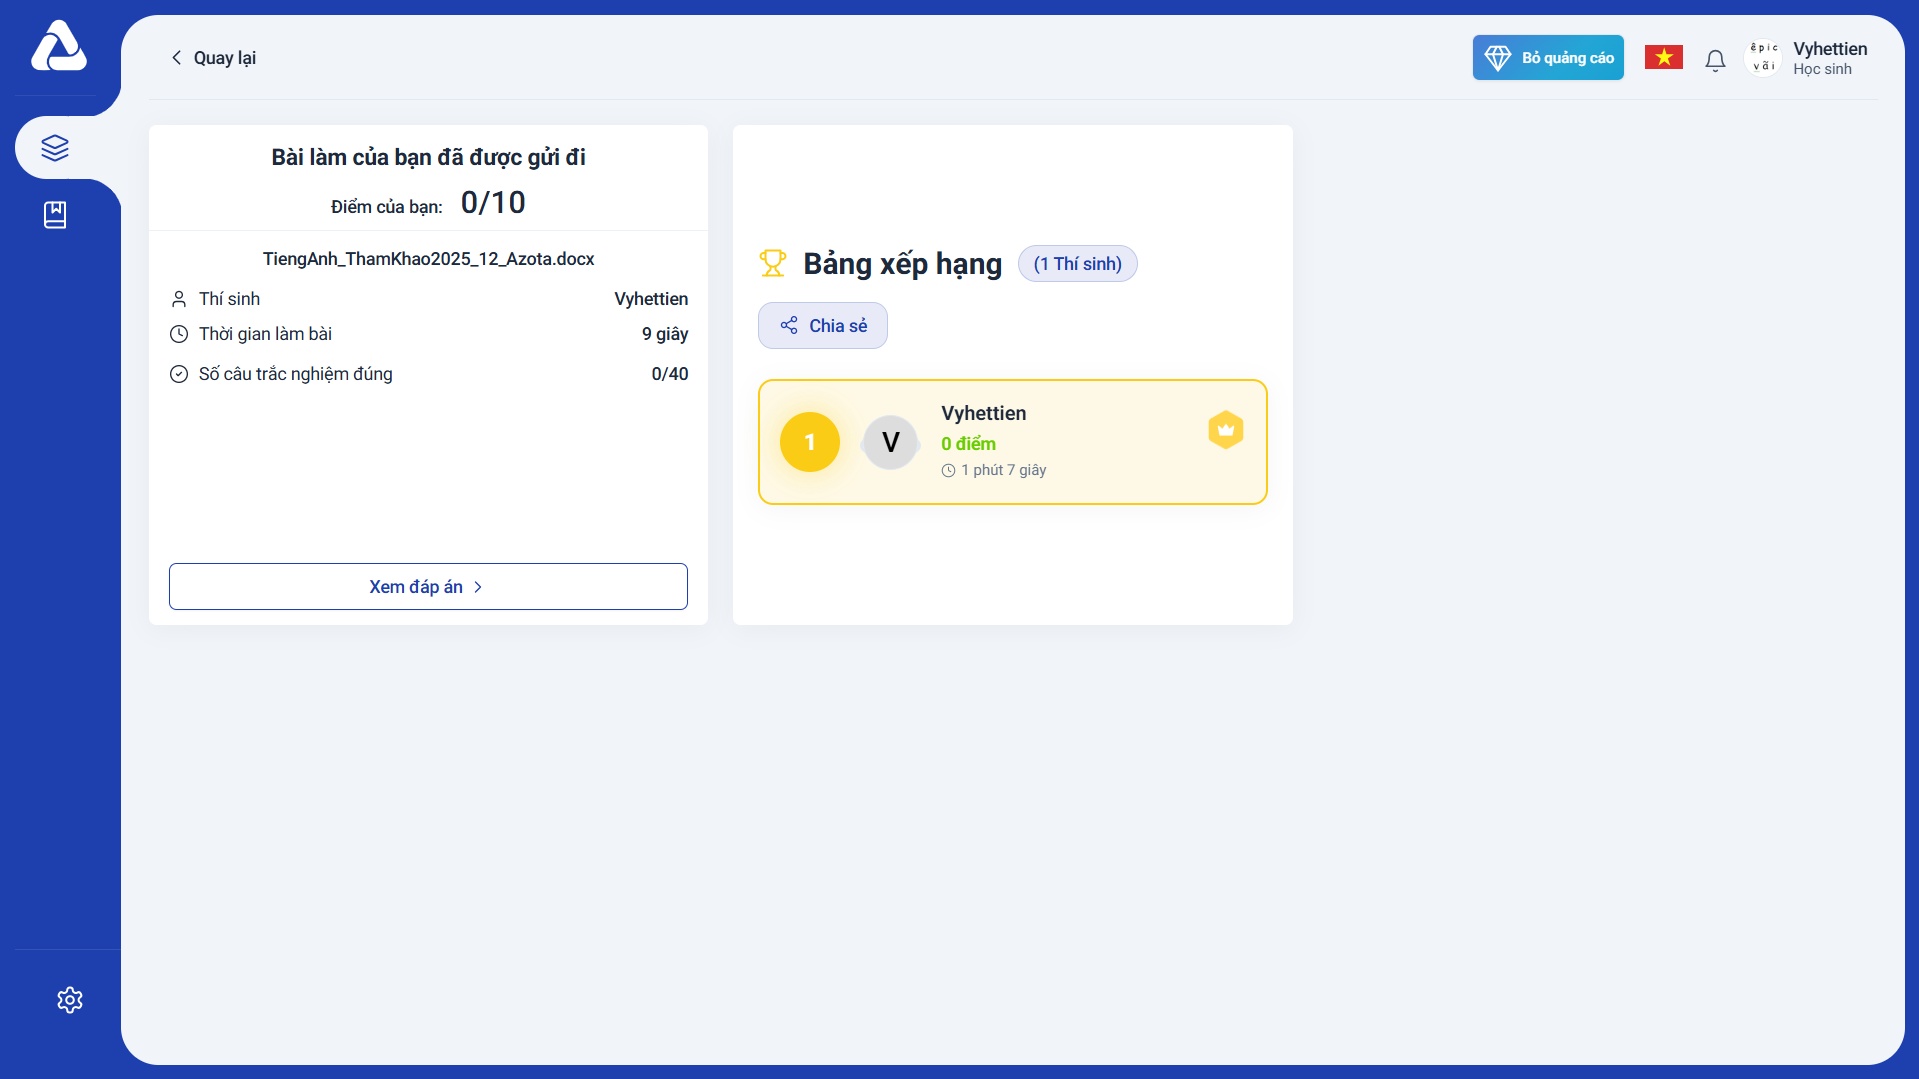 Quay lại
Bỏ quảng cáo
êpic
vãi
Vyhettien
Học sinh
Bài làm của bạn đã được gửi đi
Điểm của bạn: 0/10
TiengAnh_ThamKhao2025_12_Azota.docx
Thí sinh Vyhettien
Thời gian làm bài 9 giây
Số câu trắc nghiệm đúng 0/40
Xem đáp án
Bảng xếp hạng (1 Thí sinh)
Chia sẻ
1 V Vyhettien
0 điểm
1 phút 7 giây